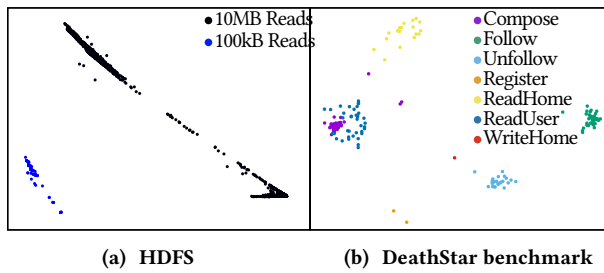 10MB Reads
100kB Reads
Compose
Follow
Unfollow
Register
ReadHome
ReadUser
WriteHome
(a) HDFS
(b) DeathStar benchmark